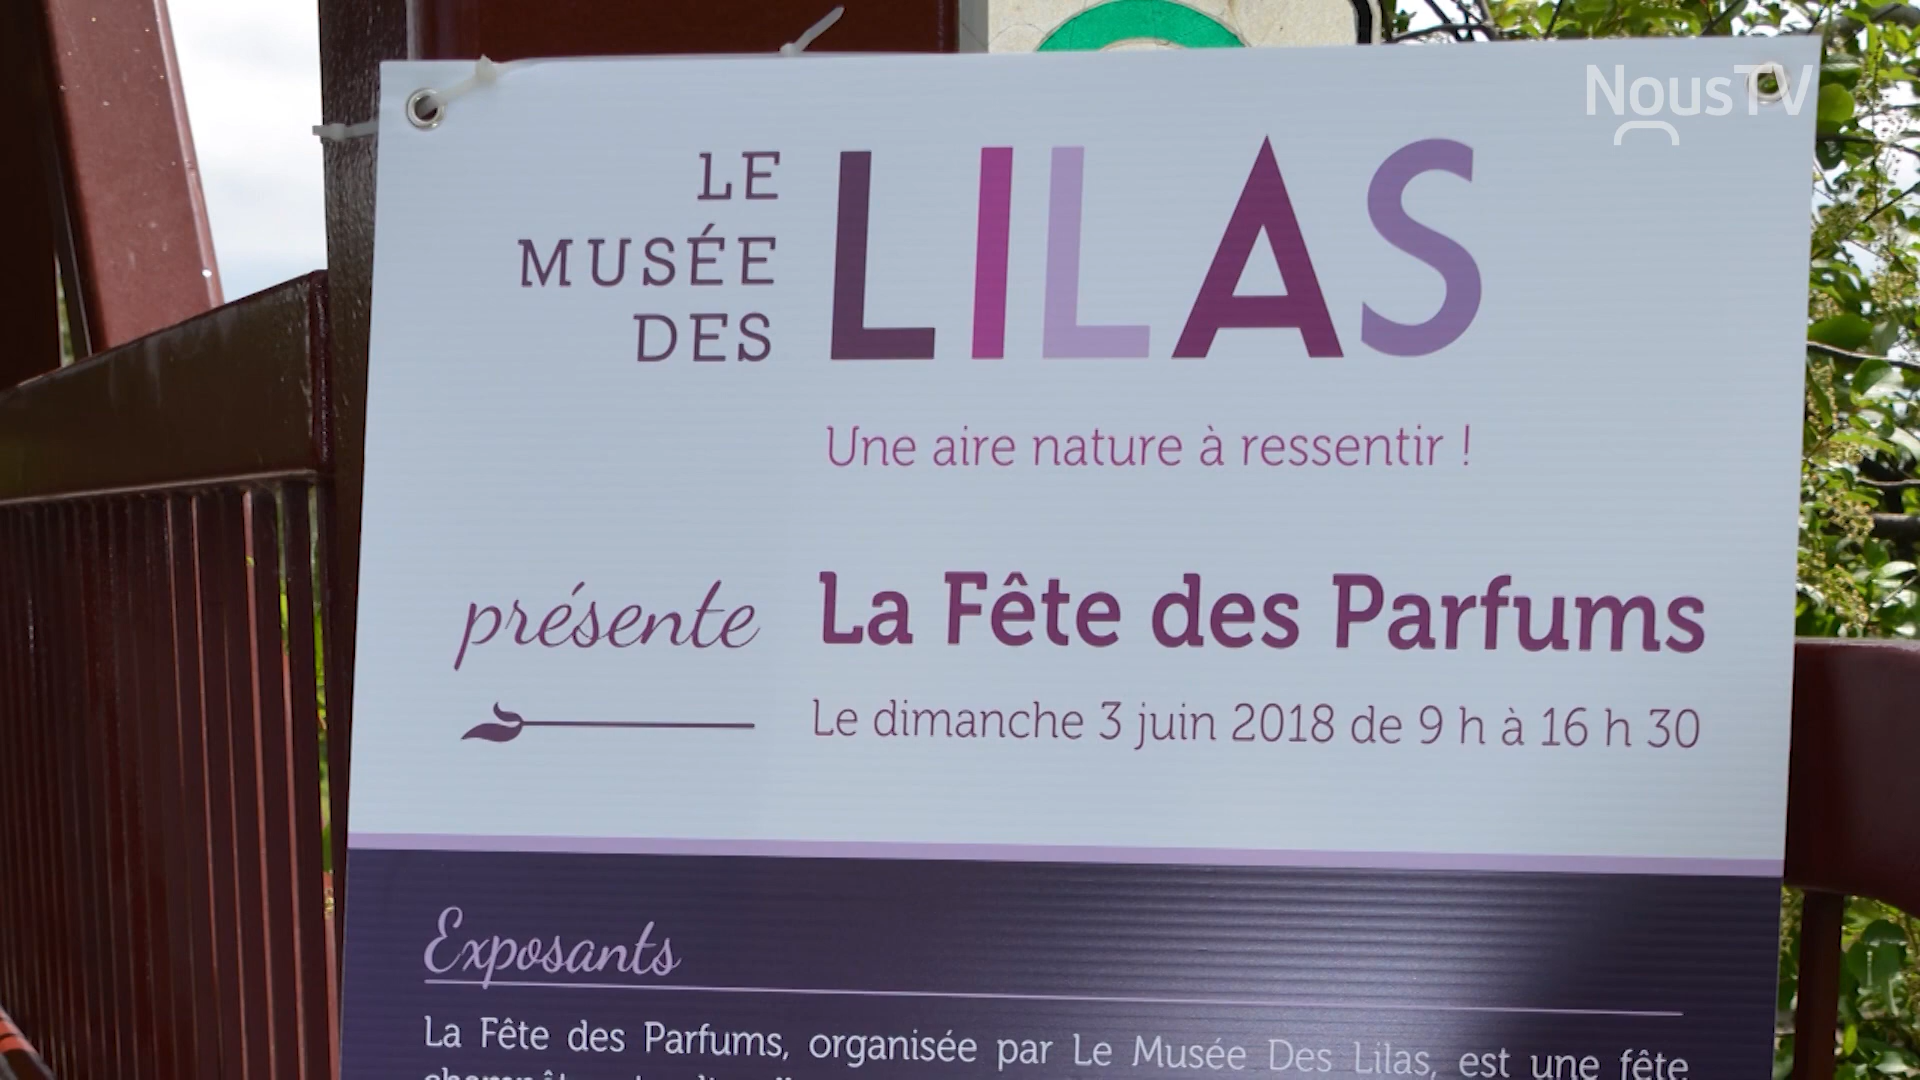 NousTV
LE
MUSÉE
DES
LILAS
Une aire nature à ressentir !
présente
La Fête des Parfums
Le dimanche 3 juin 2018 de 9 h à 16 h 30
Exposants
La Fête des Parfums, organisée par Le Musée Des Lilas, est une fête